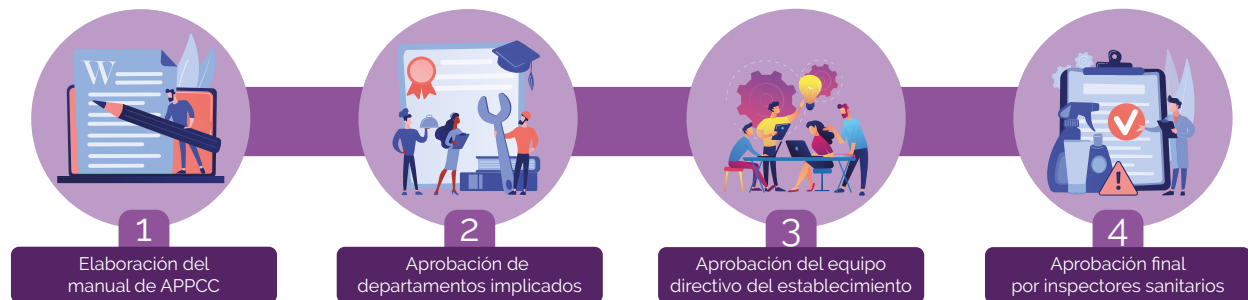 W
1
Elaboración del
manual de APPCC
2
Aprobación de
departamentos implicados
3
Aprobación del equipo
directivo del establecimiento
4
Aprobación final
por inspectores sanitarios